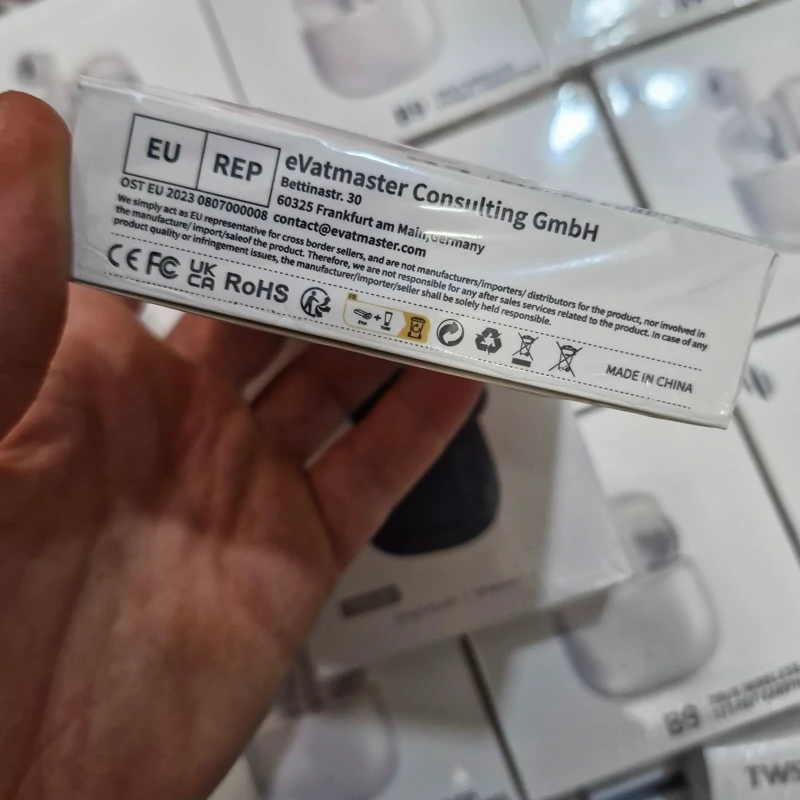 EU REP
eVatmaster Consulting GmbH
Bettinastr. 30
60325 Frankfurt am Main,Germany
OST EU 2023 0807000008 contact@evatmaster.com
We simply act as EU representative for cross border sellers, and are not manufacturers/importers/ distributors for the product, nor involved in
the manufacture/ import/saleof the product. Therefore, we are not responsible for any after sales services related to the product. In case of any
product quality or infringement issues, the manufacturer/importer/seller shall be solely held responsible.
CE FC UK CA RoHS
FR
+
MADE IN CHINA
B9
B9
TWS